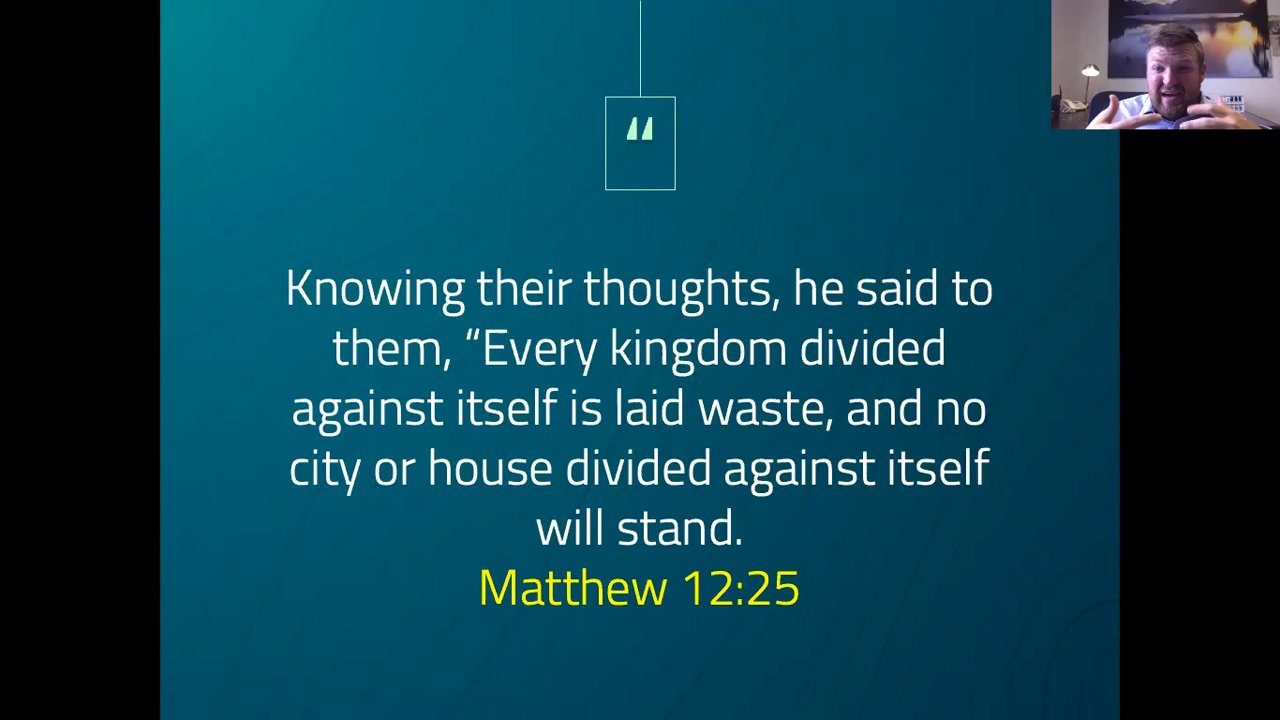 “
Knowing their thoughts, he said to
them, “Every kingdom divided
against itself is laid waste, and no
city or house divided against itself
will stand.
Matthew 12:25